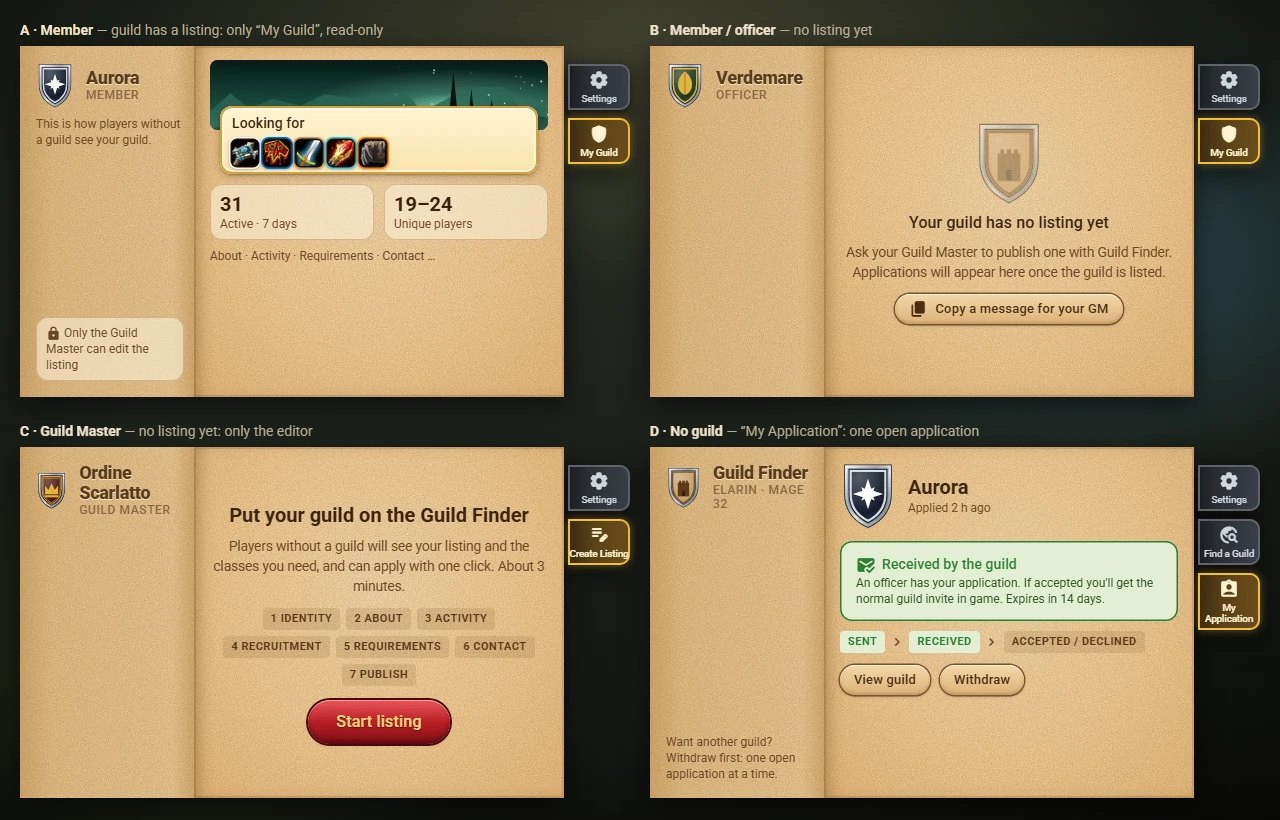 A · Member — guild has a listing: only “My Guild”, read-only
Aurora
MEMBER
This is how players without
a guild see your guild.
Only the Guild
Master can edit the
listing
Looking for
31
Active · 7 days
19–24
Unique players
About · Activity · Requirements · Contact ...
Settings
My Guild
B · Member / officer — no listing yet
Verdemare
OFFICER
Your guild has no listing yet
Ask your Guild Master to publish one with Guild Finder.
Applications will appear here once the guild is listed.
Copy a message for your GM
Settings
My Guild
C · Guild Master — no listing yet: only the editor
Ordine
Scarlatto
GUILD MASTER
Put your guild on the Guild Finder
Players without a guild will see your listing and the
classes you need, and can apply with one click. About 3
minutes.
1 IDENTITY 2 ABOUT 3 ACTIVITY
4 RECRUITMENT 5 REQUIREMENTS 6 CONTACT
7 PUBLISH
Start listing
Settings
Create Listing
D · No guild — “My Application”: one open application
Guild Finder
ELARIN · MAGE
32
Want another guild?
Withdraw first: one open
application at a time.
Aurora
Applied 2 h ago
Received by the guild
An officer has your application. If accepted you'll get the
normal guild invite in game. Expires in 14 days.
SENT › RECEIVED › ACCEPTED / DECLINED
View guild Withdraw
Settings
Find a Guild
My
Application